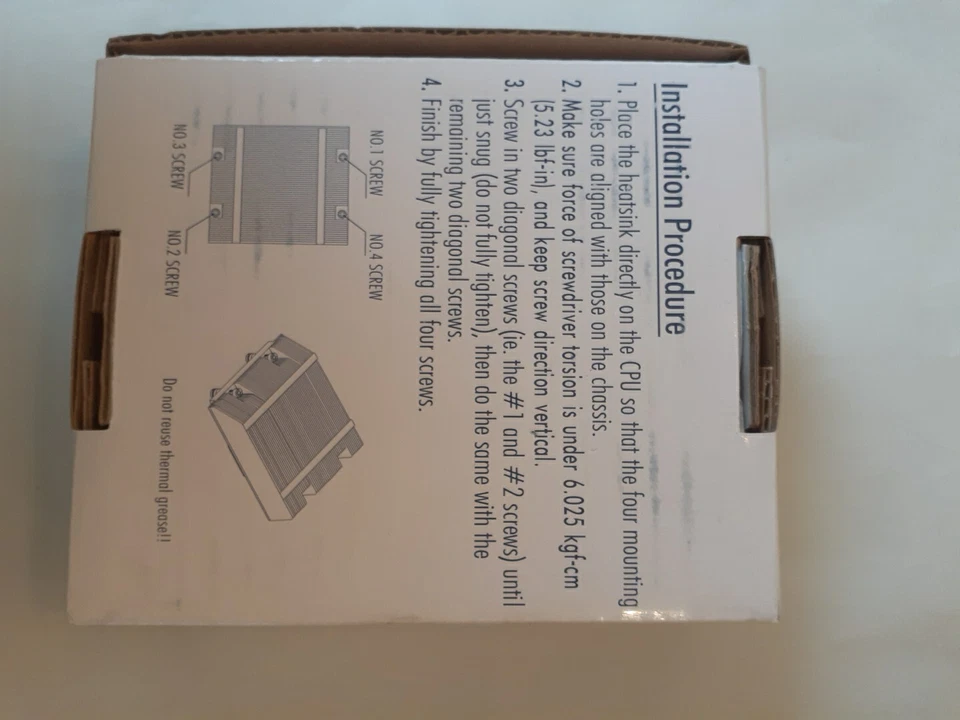 Installation Procedure
1. Place the heatsink directly on the CPU so that the four mounting
holes are aligned with those on the chassis.
2. Make sure force of screwdriver torsion is under 6.025 kgf-cm
(5.23 lbf-in), and keep screw direction vertical.
3. Screw in two diagonal screws (ie. the #1 and #2 screws) until
just snug (do not fully tighten), then do the same with the
remaining two diagonal screws.
4. Finish by fully tightening all four screws.
NO.1 SCREW
NO.4 SCREW
NO.3 SCREW
NO.2 SCREW
Do not reuse thermal grease!!